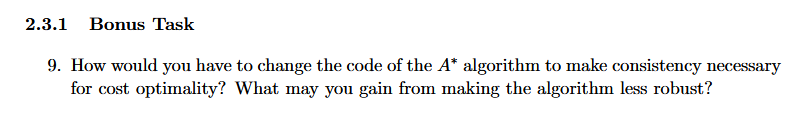 2.3.1 Bonus Task
9. How would you have to change the code of the A* algorithm to make consistency necessary
for cost optimality? What may you gain from making the algorithm less robust?